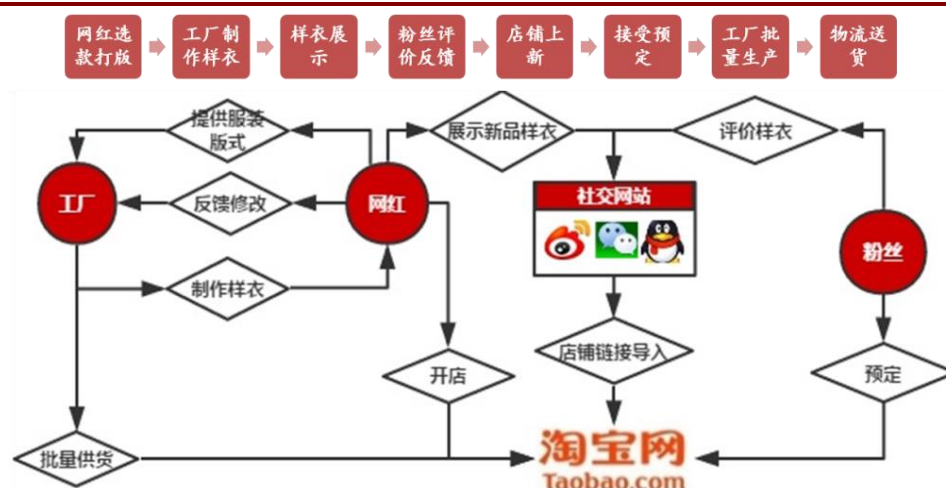 网红选
款打版
工厂制
作样衣
样衣展
示
粉丝评
价反馈
店铺上
新
接受预
定
工厂批
量生产
物流送
货
提供服装
版式
展示新品样衣
评价样衣
工厂
反馈修改
网红
社交网站
粉丝
制作样衣
店铺链接导入
开店
预定
批量供货
淘宝网
Taobao.com